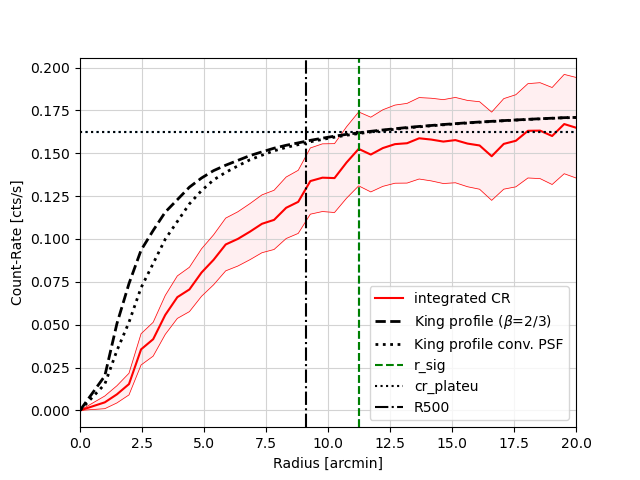 0.200
0.175
0.150
0.125
0.100
0.075
0.050
0.025
0.000
Count-Rate [cts/s]
integrated CR
King profile (β=2/3)
King profile conv. PSF
r_sig
cr_plateu
R500
0.0 2.5 5.0 7.5 10.0 12.5 15.0 17.5 20.0
Radius [arcmin]